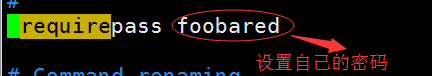 #
requirepass foobared
设置自己的密码
# Command renaming